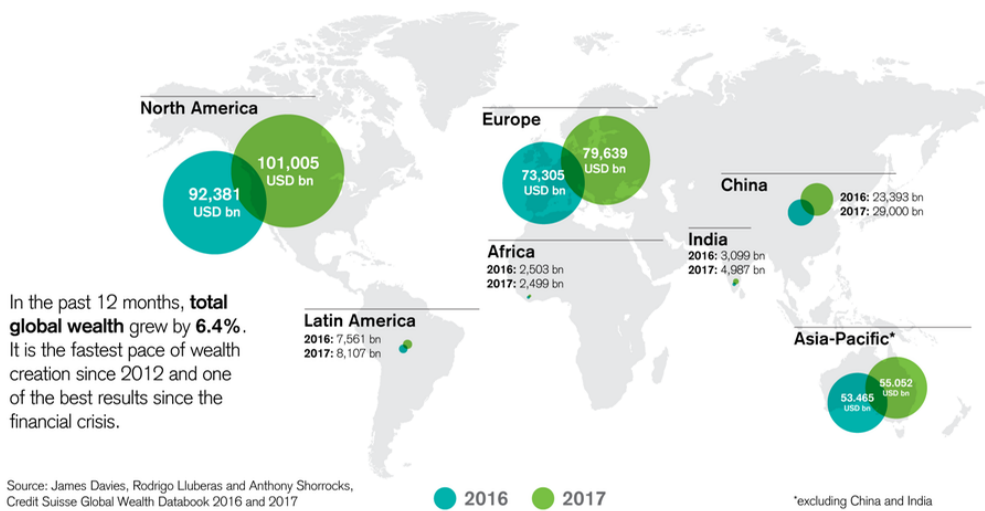 North America
92,381
USD bn
101,005
USD bn
Europe
73,305
USD bn
79,639
USD bn
China
2016: 23,393 bn
2017: 29,000 bn
Africa
2016: 2,503 bn
2017: 2,499 bn
India
2016: 3,099 bn
2017: 4,987 bn
In the past 12 months, total
global wealth grew by 6.4%.
It is the fastest pace of wealth
creation since 2012 and one
of the best results since the
financial crisis.
Latin America
2016: 7,561 bn
2017: 8,107 bn
Asia-Pacific*
53.465
USD bn
55.052
USD bn
Source: James Davies, Rodrigo Lluberas and Anthony Shorrocks,
Credit Suisse Global Wealth Databook 2016 and 2017
2016
2017
*excluding China and India